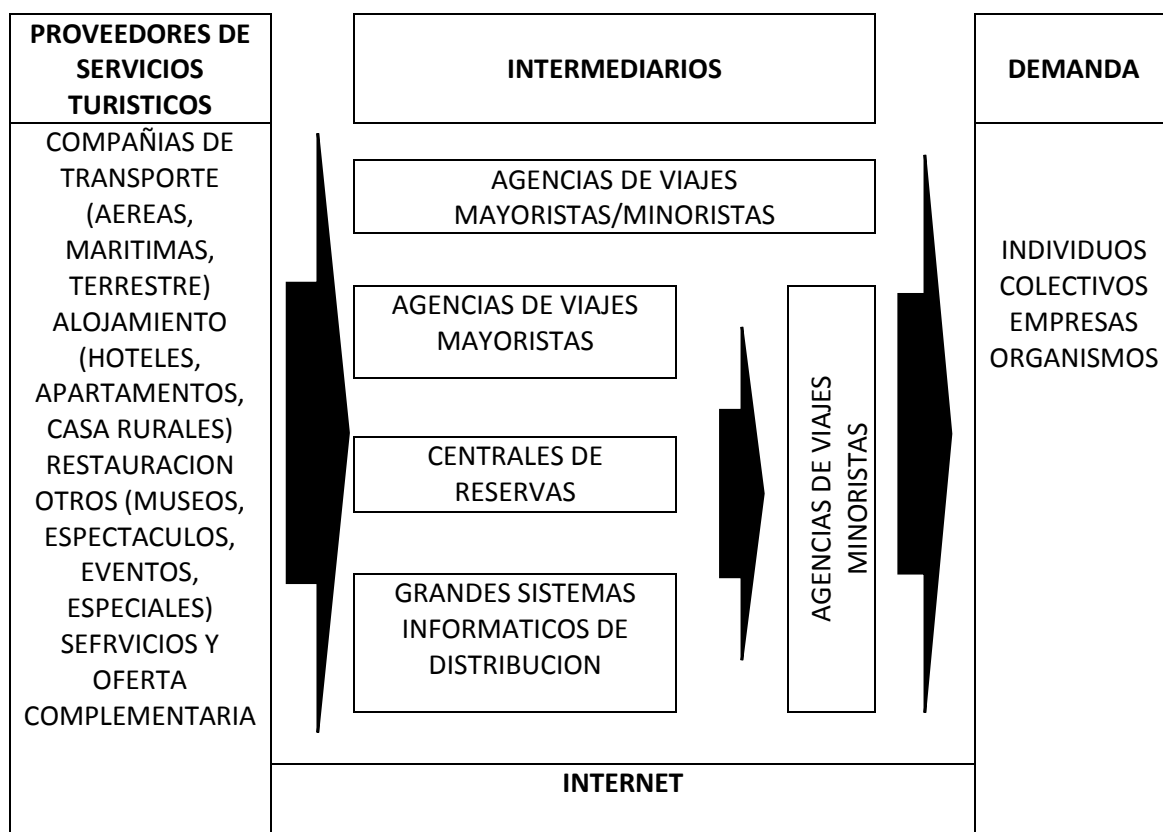 PROVEEDORES DE
SERVICIOS
TURISTICOS
INTERMEDIARIOS
DEMANDA
COMPAÑIAS DE
TRANSPORTE
(AEREAS,
MARITIMAS,
TERRESTRE)
ALOJAMIENTO
(HOTELES,
APARTAMENTOS,
CASA RURALES)
RESTAURACION
OTROS (MUSEOS,
ESPECTACULOS,
EVENTOS,
ESPECIALES)
SEFRVICIOS Y
OFERTA
COMPLEMENTARIA
AGENCIAS DE VIAJES
MAYORISTAS/MINORISTAS
AGENCIAS DE VIAJES
MAYORISTAS
CENTRALES DE
RESERVAS
GRANDES SISTEMAS
INFORMATICOS DE
DISTRIBUCION
AGENCIAS DE VIAJES
MINORISTAS
INDIVIDUOS
COLECTIVOS
EMPRESAS
ORGANISMOS
INTERNET